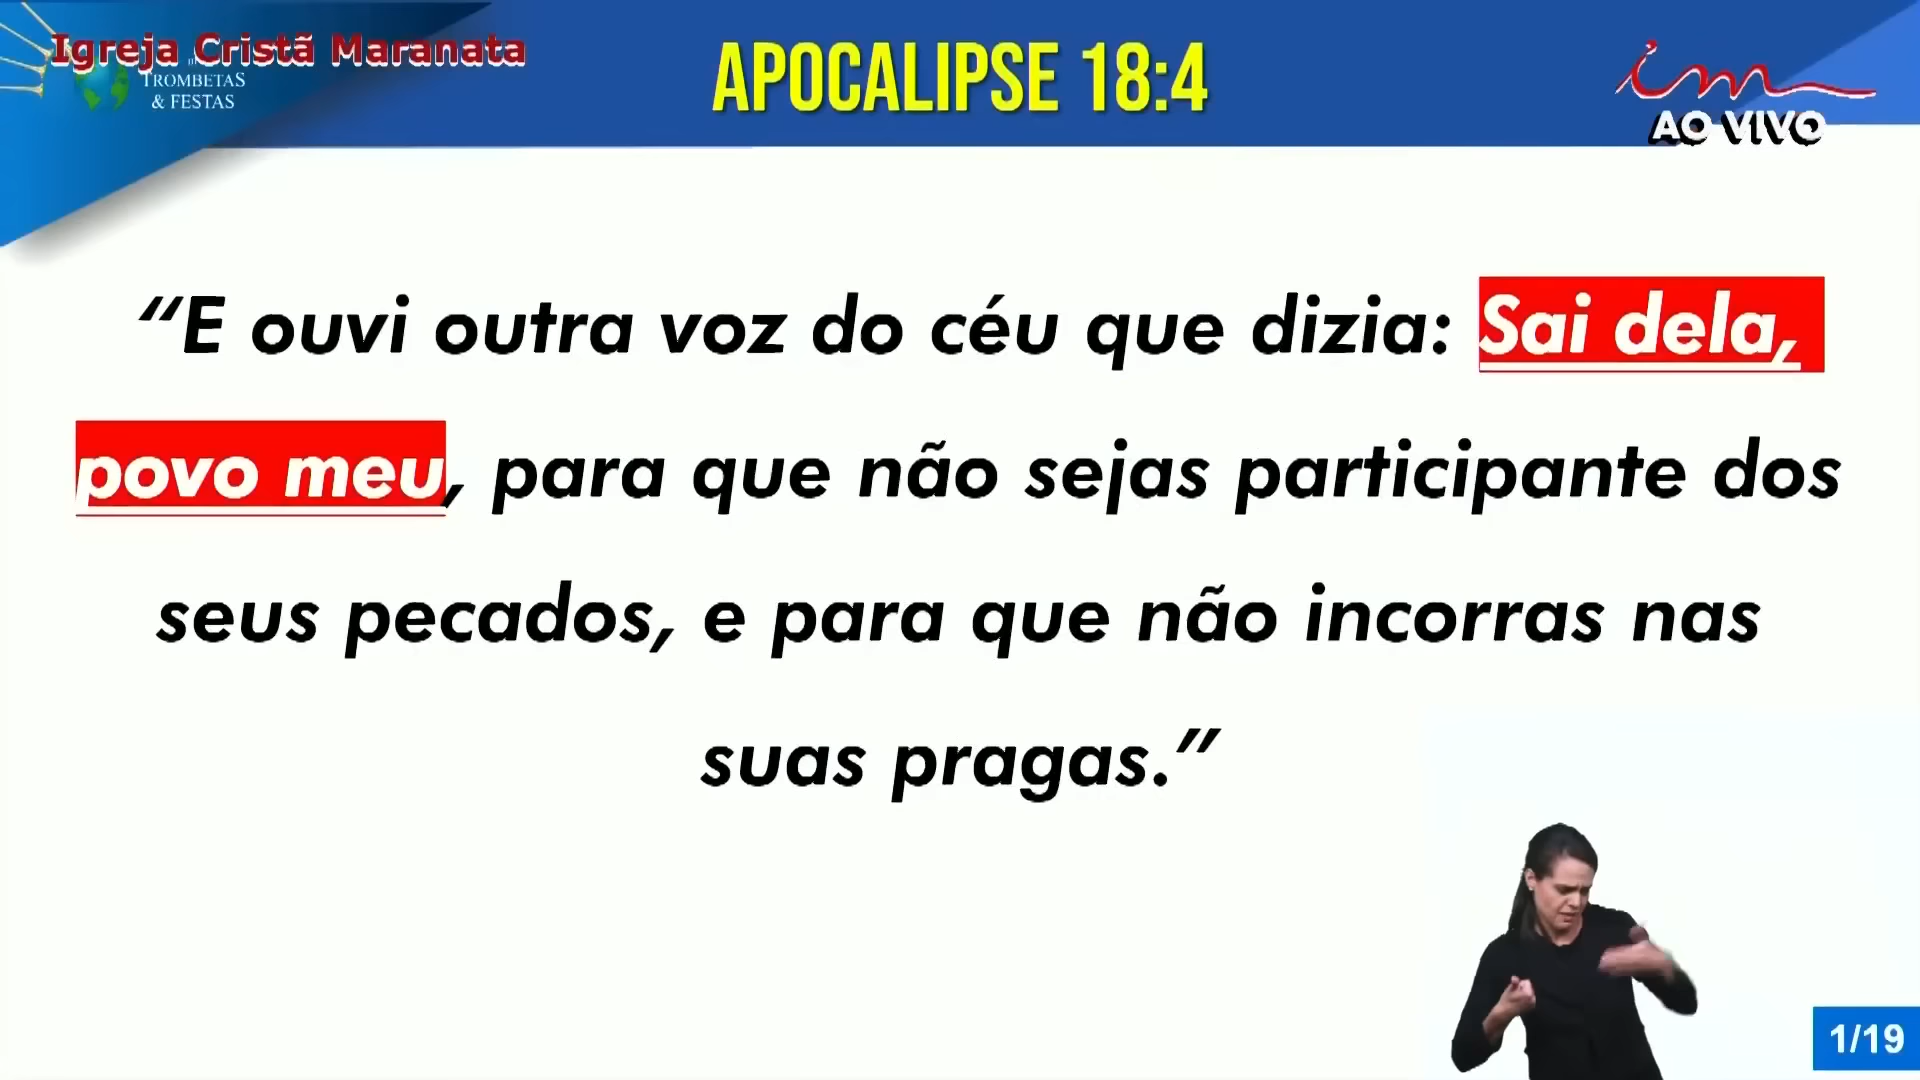 Igreja Cristã Maranata
TROMBETAS
& FESTAS
APOCALIPSE 18:4
im
AO VIVO
“E ouvi outra voz do céu que dizia: Sai dela,
povo meu, para que não sejas participante dos
seus pecados, e para que não incorras nas
suas pragas.”
1/19